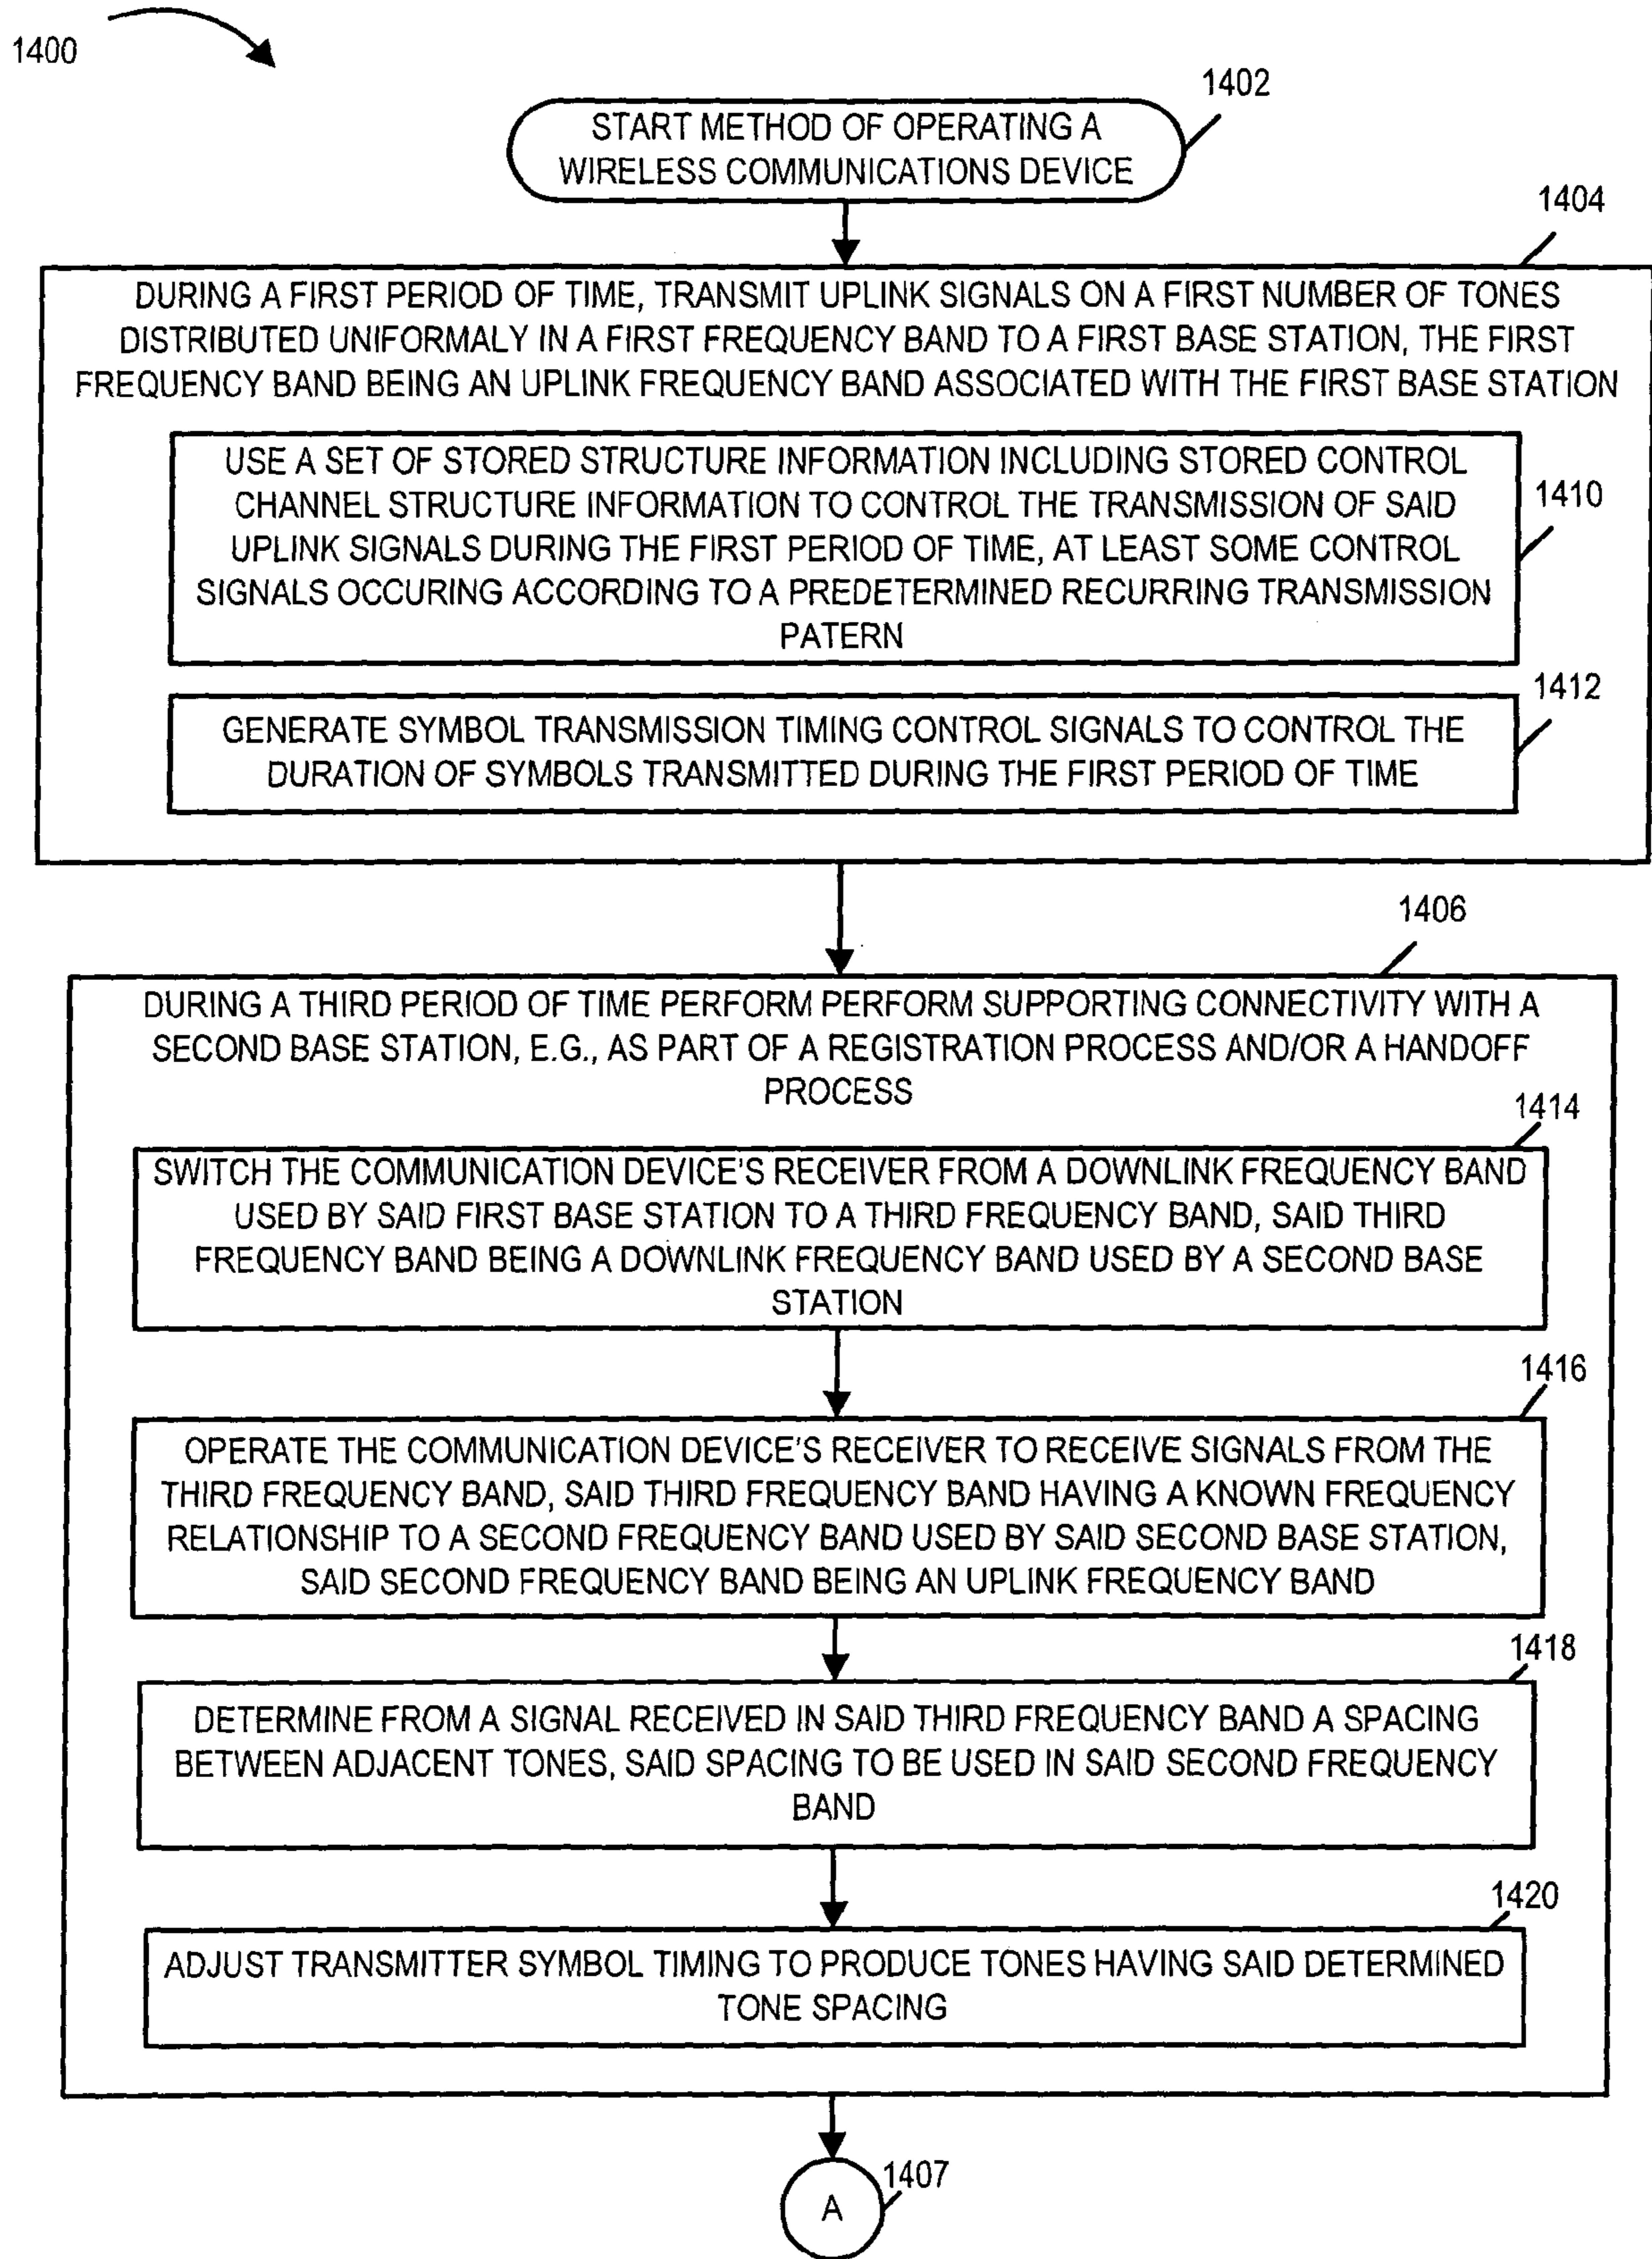 1400
1402
START METHOD OF OPERATING A
WIRELESS COMMUNICATIONS DEVICE
1404
DURING A FIRST PERIOD OF TIME, TRANSMIT UPLINK SIGNALS ON A FIRST NUMBER OF TONES
DISTRIBUTED UNIFORMALY IN A FIRST FREQUENCY BAND TO A FIRST BASE STATION, THE FIRST
FREQUENCY BAND BEING AN UPLINK FREQUENCY BAND ASSOCIATED WITH THE FIRST BASE STATION
USE A SET OF STORED STRUCTURE INFORMATION INCLUDING STORED CONTROL
CHANNEL STRUCTURE INFORMATION TO CONTROL THE TRANSMISSION OF SAID
UPLINK SIGNALS DURING THE FIRST PERIOD OF TIME, AT LEAST SOME CONTROL
SIGNALS OCCURING ACCORDING TO A PREDETERMINED RECURRING TRANSMISSION
PATERN
1410
1412
GENERATE SYMBOL TRANSMISSION TIMING CONTROL SIGNALS TO CONTROL THE
DURATION OF SYMBOLS TRANSMITTED DURING THE FIRST PERIOD OF TIME
1406
DURING A THIRD PERIOD OF TIME PERFORM PERFORM SUPPORTING CONNECTIVITY WITH A
SECOND BASE STATION, E.G., AS PART OF A REGISTRATION PROCESS AND/OR A HANDOFF
PROCESS
1414
SWITCH THE COMMUNICATION DEVICE'S RECEIVER FROM A DOWNLINK FREQUENCY BAND
USED BY SAID FIRST BASE STATION TO A THIRD FREQUENCY BAND, SAID THIRD
FREQUENCY BAND BEING A DOWNLINK FREQUENCY BAND USED BY A SECOND BASE
STATION
1416
OPERATE THE COMMUNICATION DEVICE'S RECEIVER TO RECEIVE SIGNALS FROM THE
THIRD FREQUENCY BAND, SAID THIRD FREQUENCY BAND HAVING A KNOWN FREQUENCY
RELATIONSHIP TO A SECOND FREQUENCY BAND USED BY SAID SECOND BASE STATION,
SAID SECOND FREQUENCY BAND BEING AN UPLINK FREQUENCY BAND
1418
DETERMINE FROM A SIGNAL RECEIVED IN SAID THIRD FREQUENCY BAND A SPACING
BETWEEN ADJACENT TONES, SAID SPACING TO BE USED IN SAID SECOND FREQUENCY
BAND
1420
ADJUST TRANSMITTER SYMBOL TIMING TO PRODUCE TONES HAVING SAID DETERMINED
TONE SPACING
1407
A